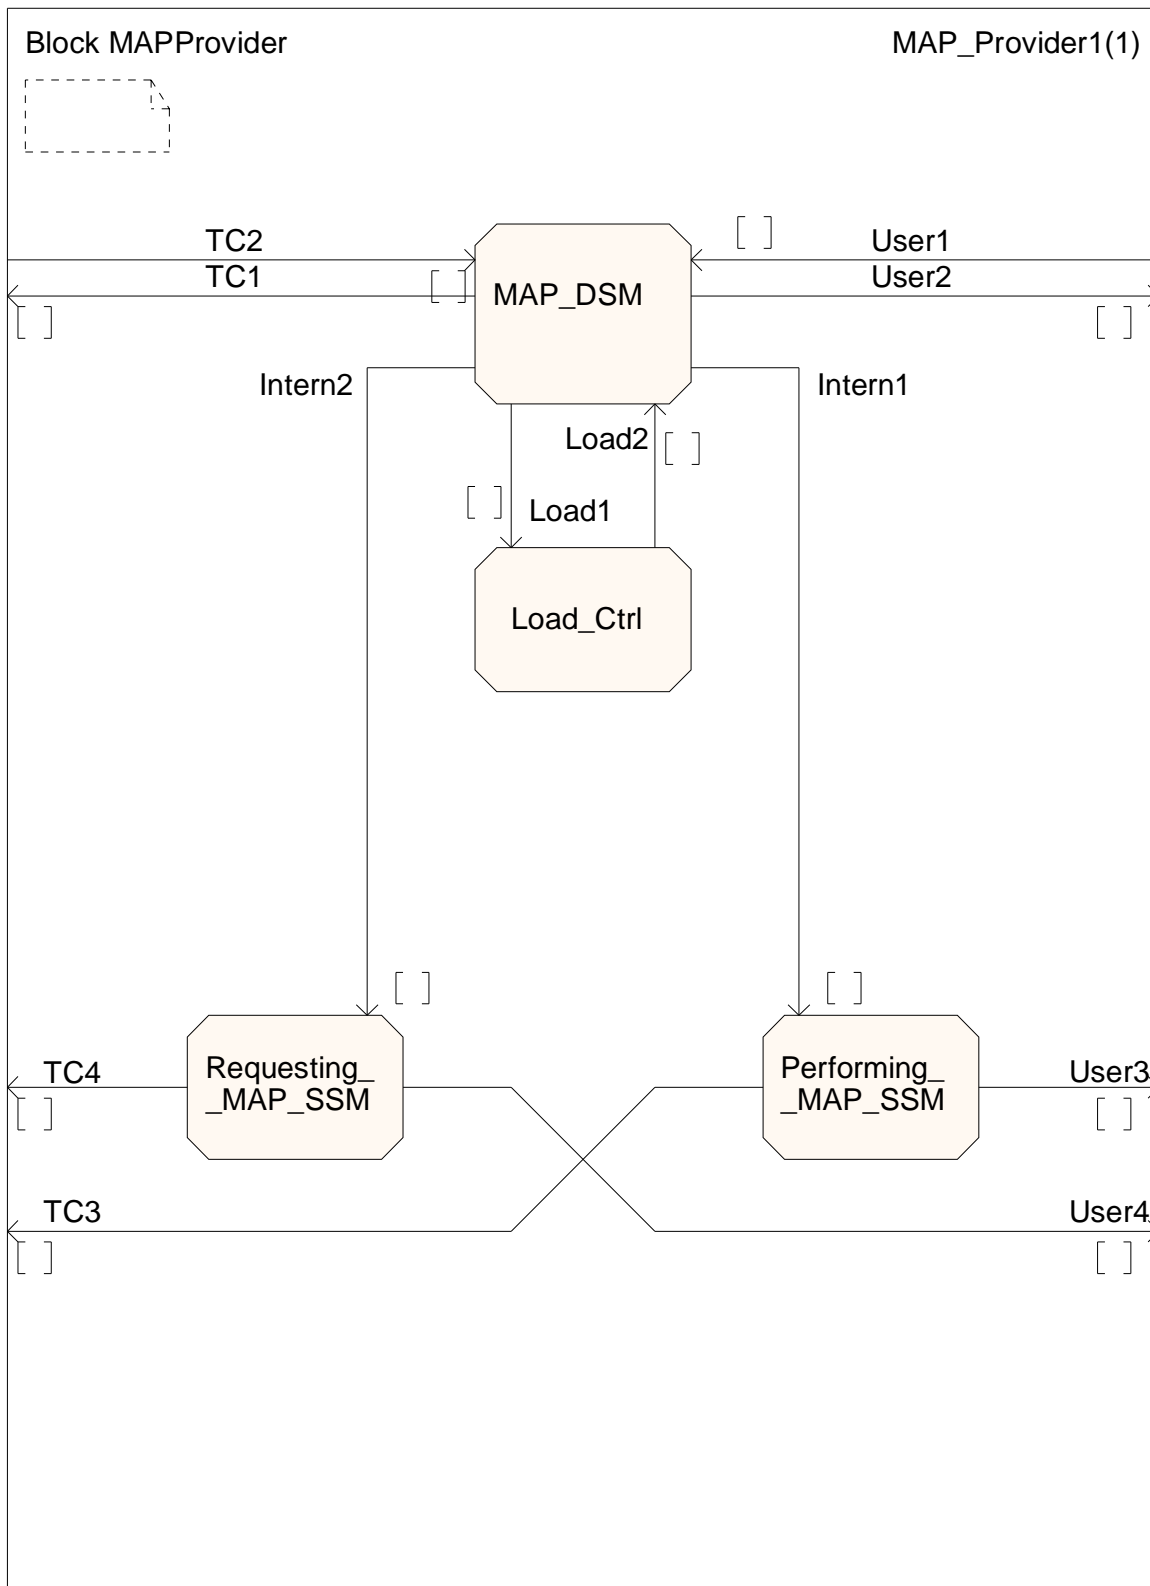 Block MAPProvider
MAP_Provider1(1)
TC2
[ ]
User1
TC1
[ ]
MAP_DSM
User2
[ ]
[ ]
Intern2
Intern1
Load2
[ ]
[ ]
Load1
Load_Ctrl
[ ]
[ ]
TC4
Requesting_
_MAP_SSM
Performing_
_MAP_SSM
User3
[ ]
[ ]
TC3
User4
[ ]
[ ]